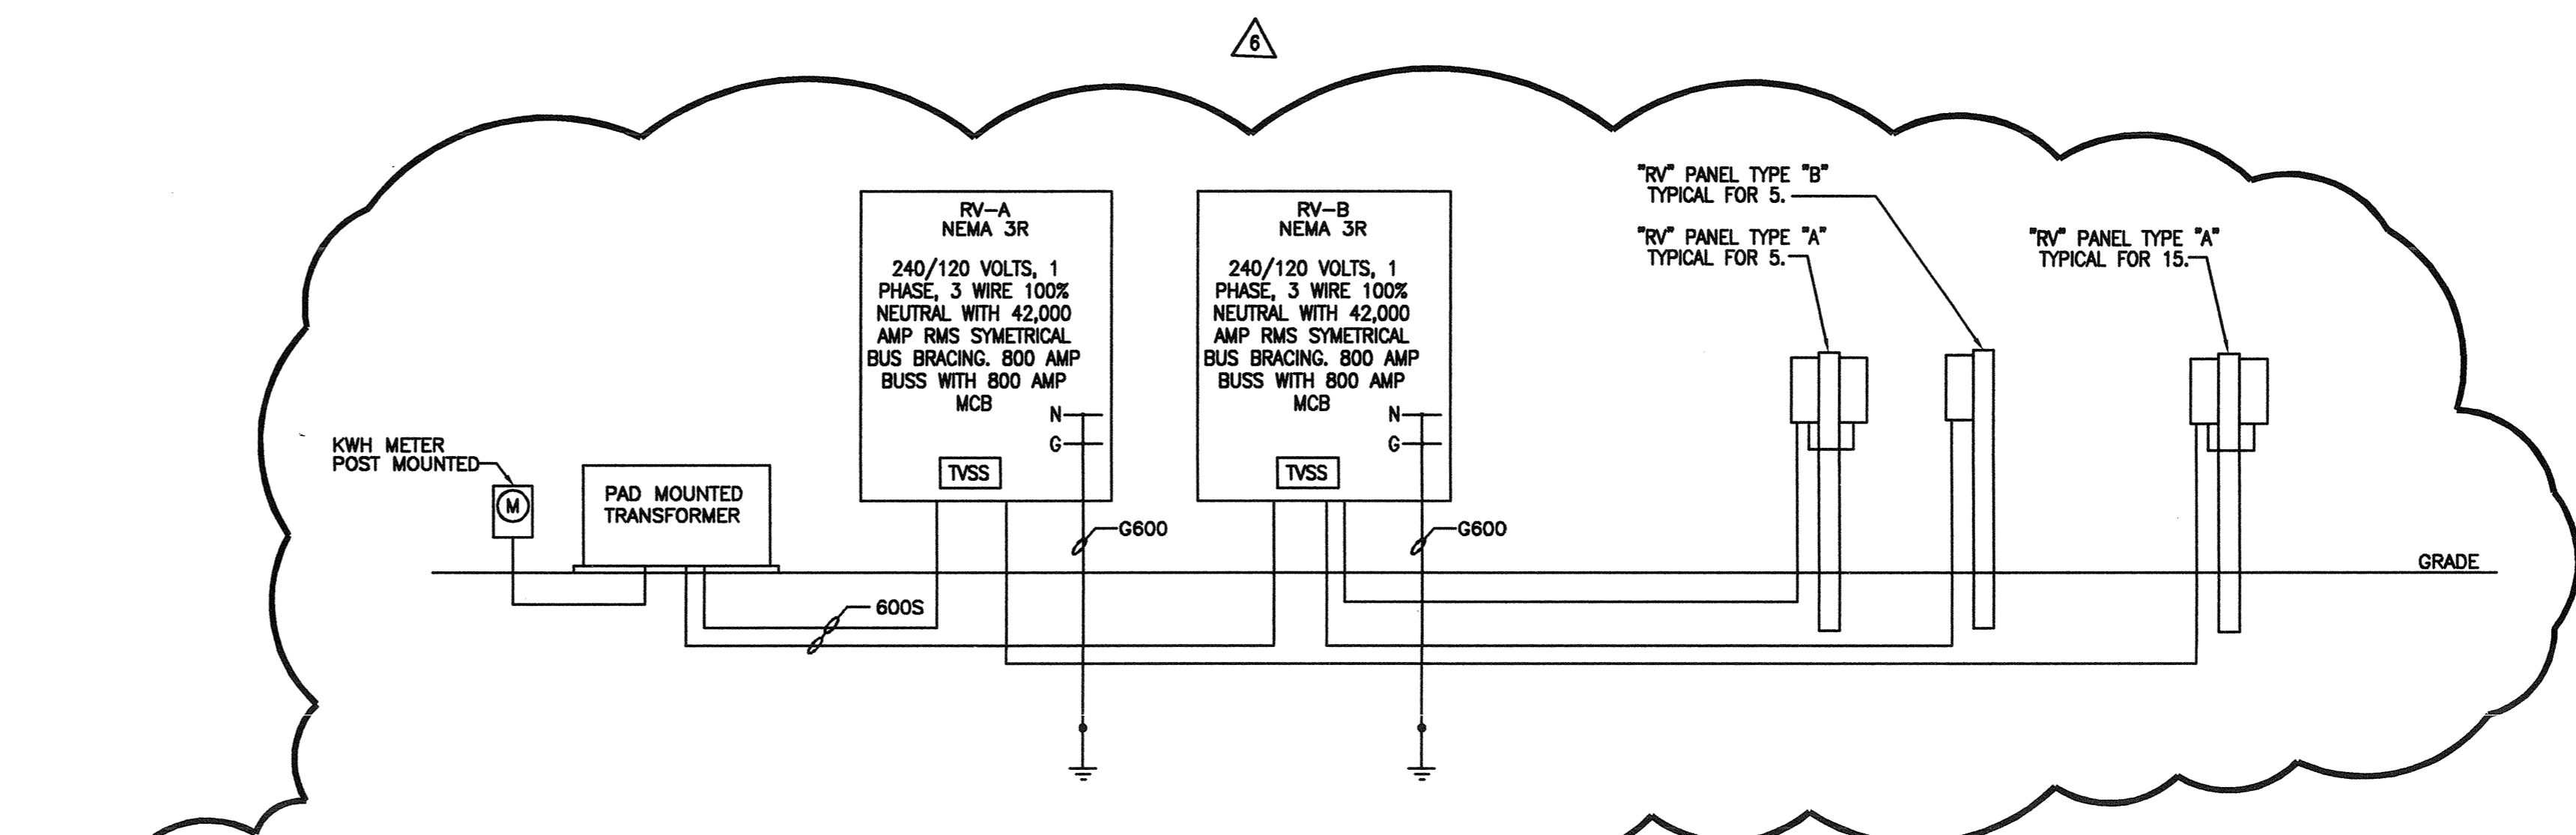 6
RV-A
NEMA 3R
240/120 VOLTS, 1
PHASE, 3 WIRE 100%
NEUTRAL WITH 42,000
AMP RMS SYMETRICAL
BUS BRACING. 800 AMP
BUSS WITH 800 AMP
MCB
N
G
TVSS
G600
RV-B
NEMA 3R
240/120 VOLTS, 1
PHASE, 3 WIRE 100%
NEUTRAL WITH 42,000
AMP RMS SYMETRICAL
BUS BRACING. 800 AMP
BUSS WITH 800 AMP
MCB
N
G
TVSS
G600
"RV" PANEL TYPE "B"
TYPICAL FOR 5.
"RV" PANEL TYPE "A"
TYPICAL FOR 5.
"RV" PANEL TYPE "A"
TYPICAL FOR 15.
KWH METER
POST MOUNTED
M
PAD MOUNTED
TRANSFORMER
600S
GRADE